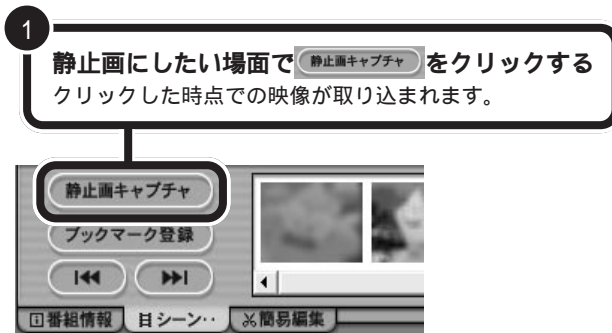 1
静止画にしたい場面で 静止画キャプチャ をクリックする
クリックした時点での映像が取り込まれます。
静止画キャプチャ
ブックマーク登録
番組情報 シーン‥ 簡易編集